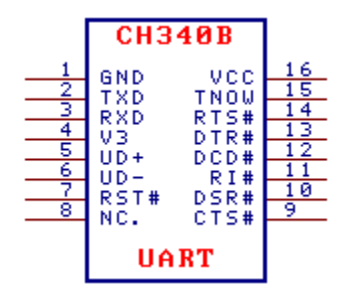 CH340B
1 GND VCC 16
2 TXD TNOW 15
3 RXD RTS# 14
4 V3 DTR# 13
5 UD+ DCD# 12
6 UD- RI# 11
7 RST# DSR# 10
8 NC. CTS# 9
UART